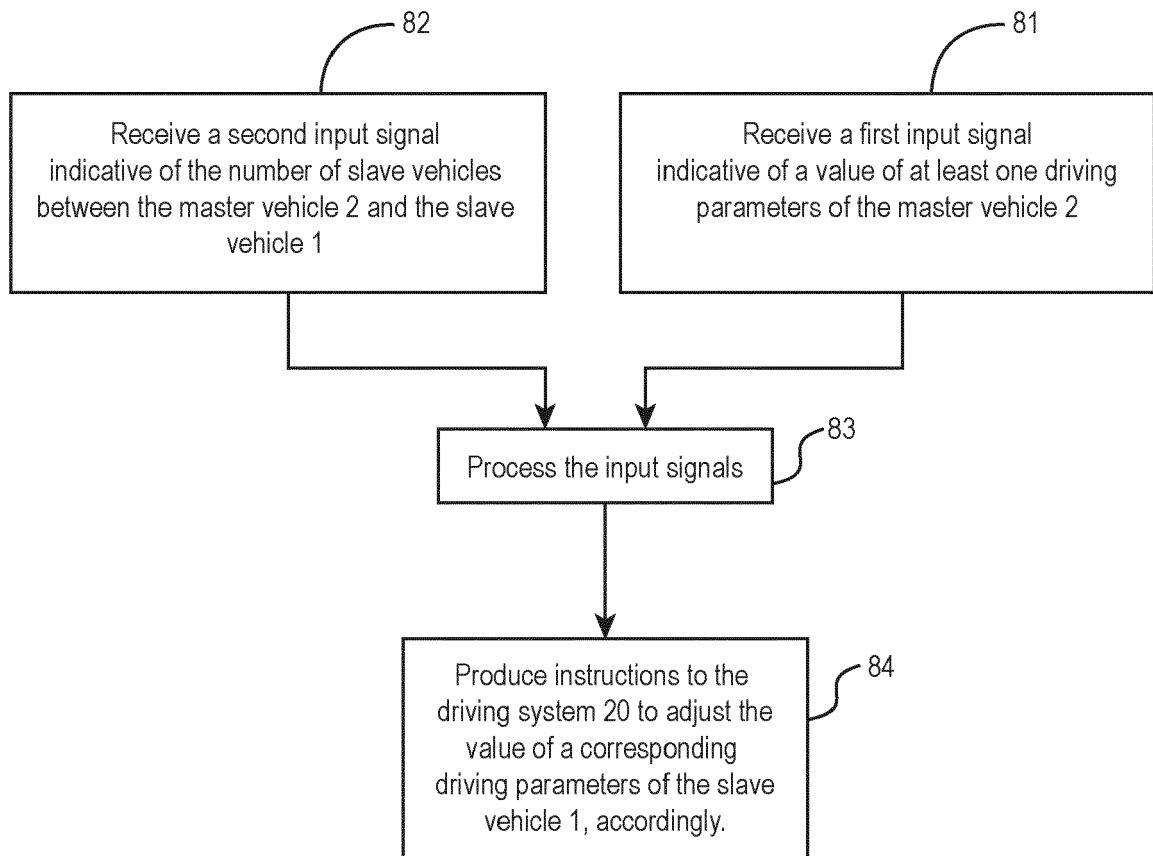 82
81
Receive a second input signal
indicative of the number of slave vehicles
between the master vehicle 2 and the slave
vehicle 1
Receive a first input signal
indicative of a value of at least one driving
parameters of the master vehicle 2
83
Process the input signals
84
Produce instructions to the
driving system 20 to adjust the
value of a corresponding
driving parameters of the slave
vehicle 1, accordingly.